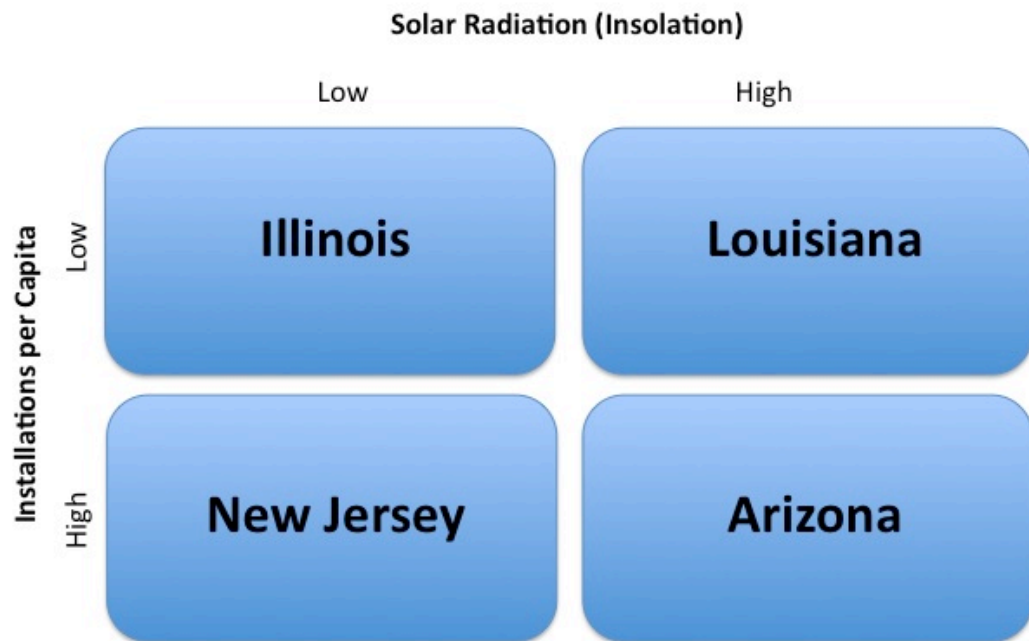 Solar Radiation (Insolation)
Low
High
Installations per Capita
Low
Illinois
Louisiana
High
New Jersey
Arizona